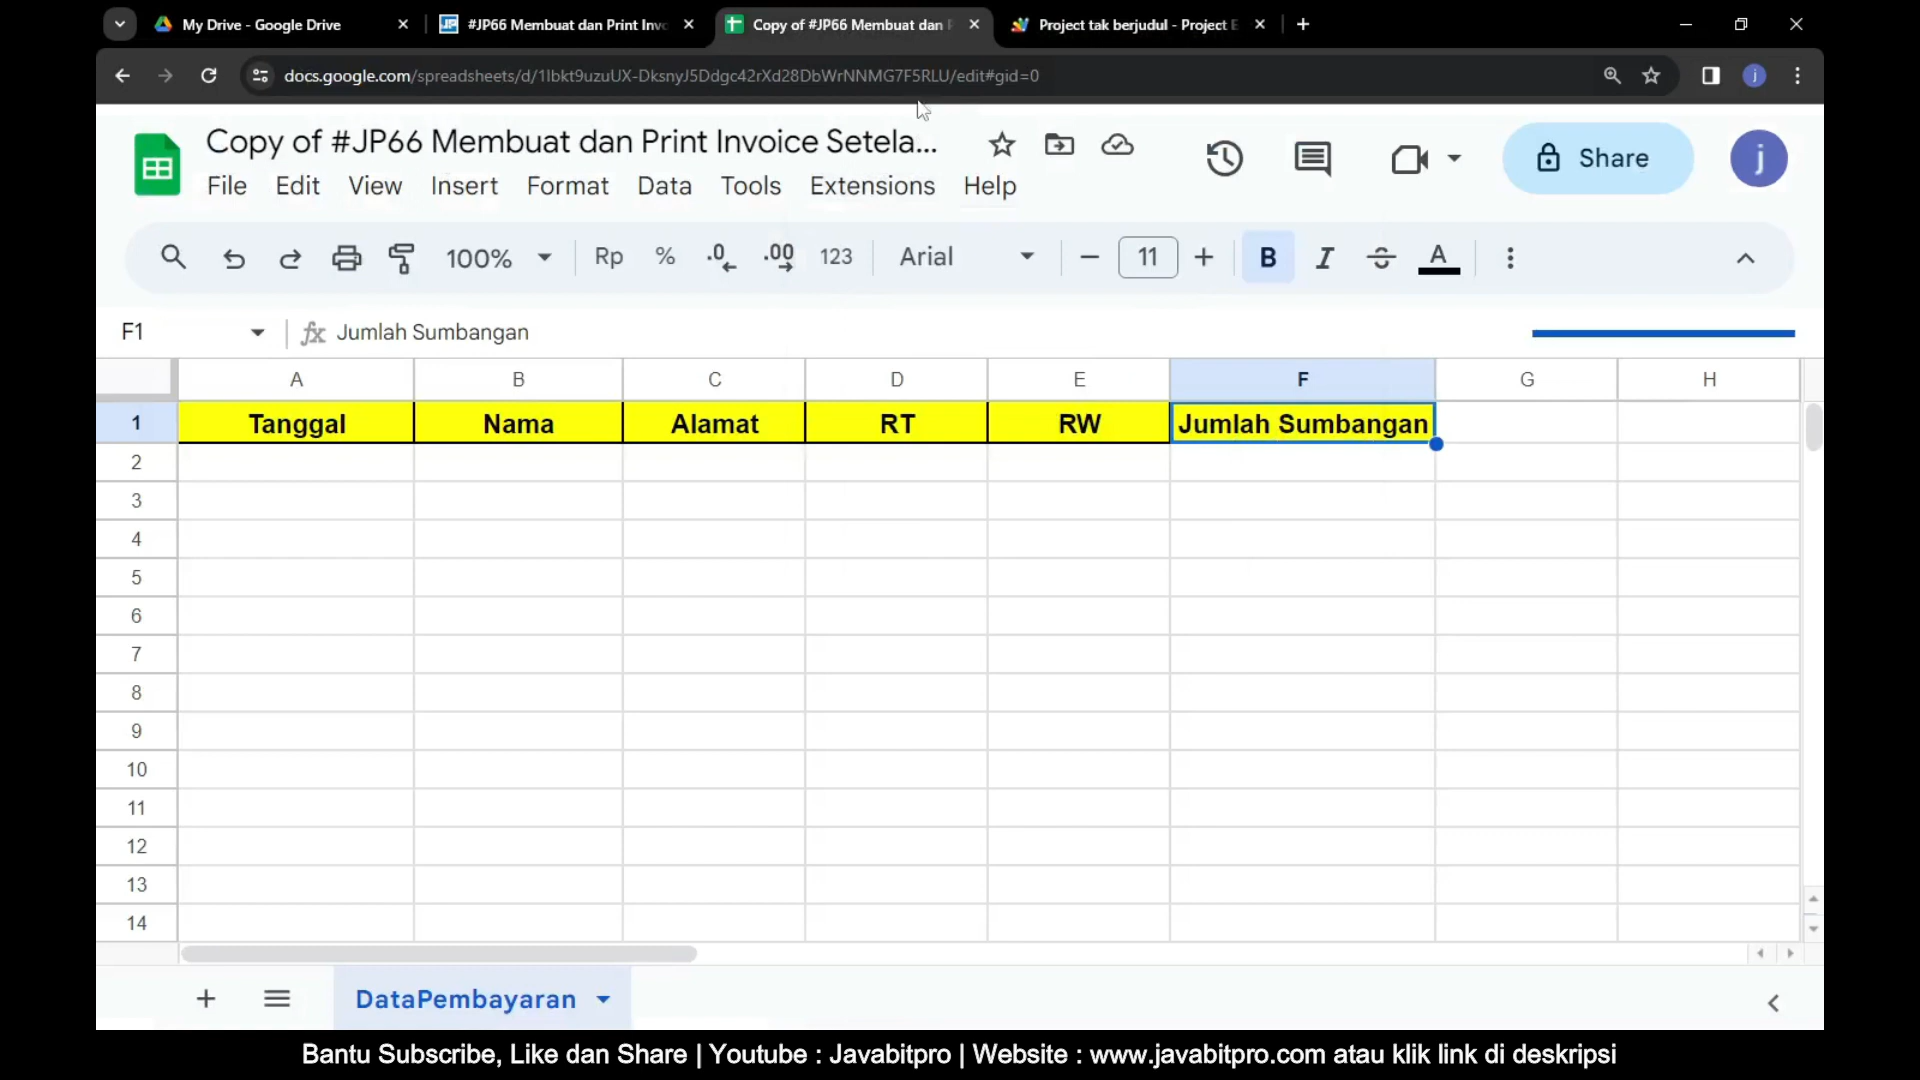 My Drive - Google Drive
#JP66 Membuat dan Print Inv
Copy of #JP66 Membuat dan
Project tak berjudul - Project E
docs.google.com/spreadsheets/d/1Ibkt9uzuUX-DksnyJ5Ddgc42rXd28DbWrNNMG7F5RLU/edit#gid=0
j
Copy of #JP66 Membuat dan Print Invoice Setela...
File Edit View Insert Format Data Tools Extensions Help
Share
j
100% Rp % .0 .00 123 Arial 11 B I S A
F1 fx Jumlah Sumbangan
A B C D E F G H
1 Tanggal Nama Alamat RT RW Jumlah Sumbangan
2
3
4
5
6
7
8
9
10
11
12
13
14
DataPembayaran
Bantu Subscribe, Like dan Share | Youtube : Javabitpro | Website : www.javabitpro.com atau klik link di deskripsi